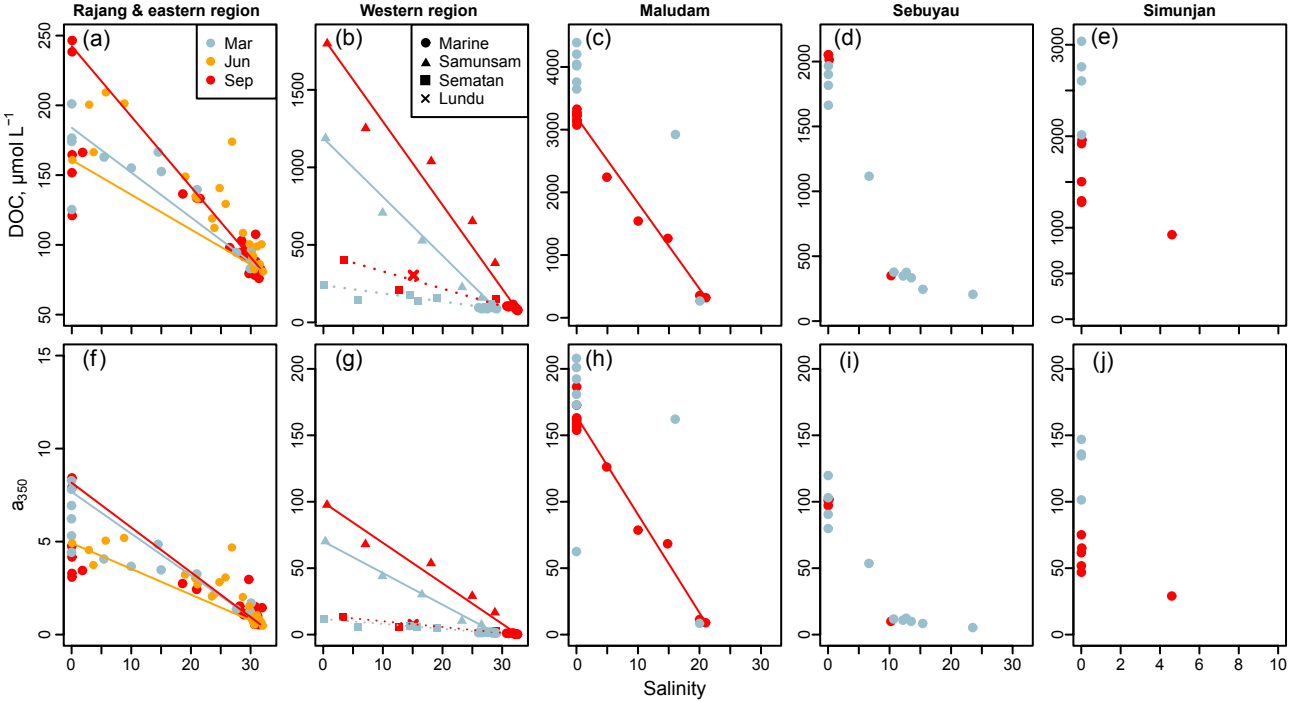 Rajang & eastern region
Western region
Maludam
Sebuyau
Simunjan
(a)
Mar
Jun
Sep
(b)
Marine
Samunsam
Sematan
Lundu
(c)
(d)
(e)
DOC, µmol L⁻¹
50
100
150
200
250
0
500
1000
1500
0
1000
2000
3000
4000
0
500
1000
1500
2000
0
500
1000
2000
3000
(f)
(g)
(h)
(i)
(j)
a₃₅₀
0
5
10
15
0
50
100
150
200
0
50
100
150
200
0
50
100
150
200
0
50
100
150
200
0 10 20 30
0 10 20 30
0 10 20 30
0 10 20 30
0 2 4 6 8 10
Salinity